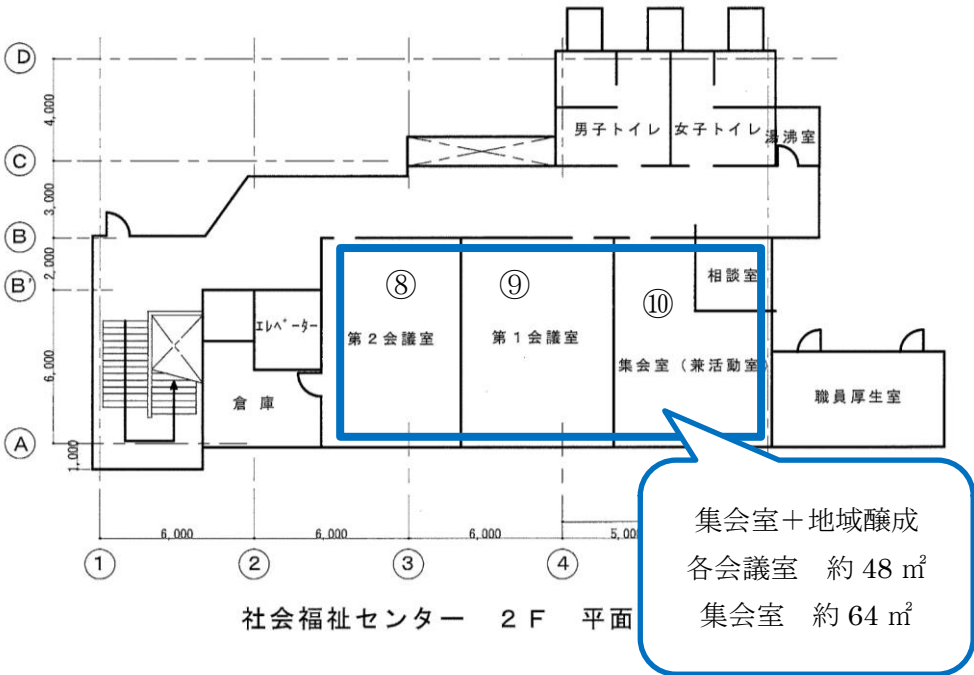 D
4,000
男子トイレ
女子トイレ
湯沸室
C
3,000
B
2,000
B'
⑧
⑨
⑩
相談室
エレベーター
第2会議室
第1会議室
集会室（兼活動室）
6,000
倉庫
職員厚生室
A
1,000
集会室＋地域醸成
各会議室 約 48 ㎡
集会室 約 64 ㎡
6,000
6,000
6,000
1
2
3
4
社会福祉センター 2F 平面